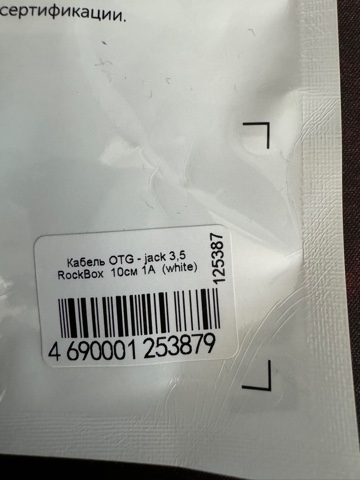 сертификации.
Кабель OTG - jack 3,5
RockBox 10см 1A (white)
125387
4 690001 253879